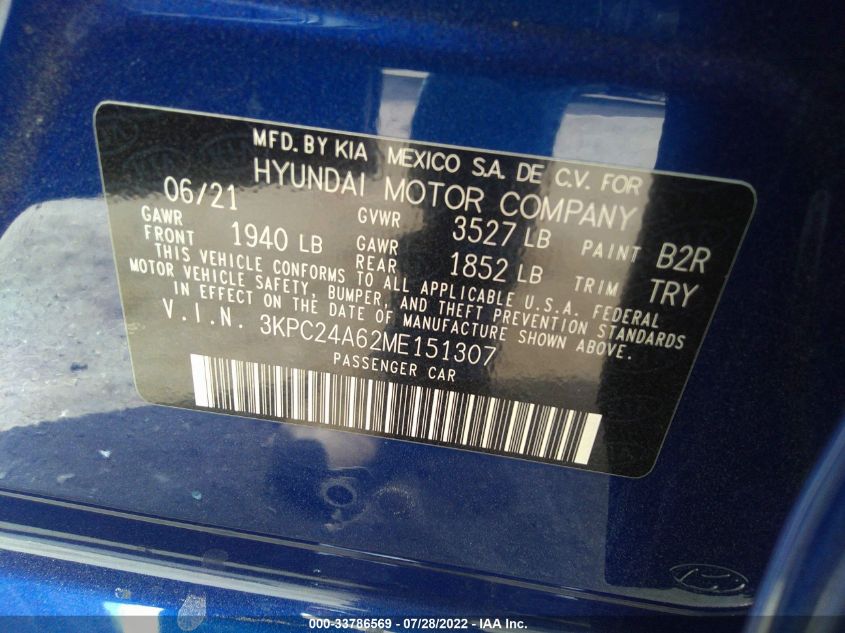 MFD. BY KIA MEXICO S.A. DE C.V. FOR
HYUNDAI MOTOR COMPANY
06/21 GVWR 3527 LB PAINT B2R
GAWR FRONT 1940 LB GAWR REAR 1852 LB TRIM TRY
THIS VEHICLE CONFORMS TO ALL APPLICABLE U.S.A. FEDERAL
MOTOR VEHICLE SAFETY, BUMPER, AND THEFT PREVENTION STANDARDS
IN EFFECT ON THE DATE OF MANUFACTURE SHOWN ABOVE.
V.I.N. 3KPC24A62ME151307
PASSENGER CAR
000-33786569 - 07/28/2022 - IAA Inc.